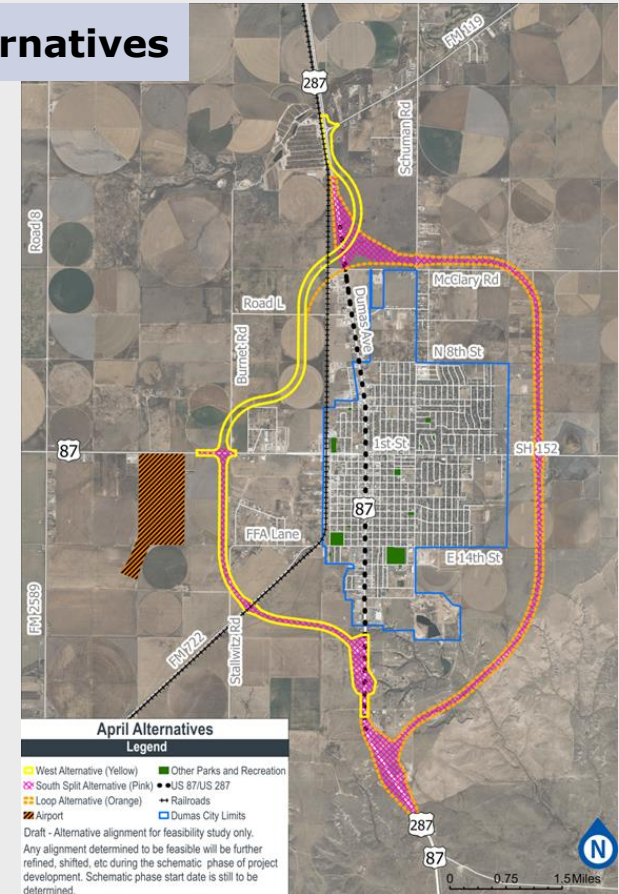 rnatives
FM 119
287
Schuman Rd
Road 8
McClary Rd
Road L
Dumas Ave
Burnet Rd
N 8th St
87
1st St
SH 152
87
FFA Lane
E 14th St
FM 2589
FM 722
Stallwitz Rd
April Alternatives
Legend
West Alternative (Yellow)
South Split Alternative (Pink)
Loop Alternative (Orange)
Airport
Other Parks and Recreation
US 87/US 287
Railroads
Dumas City Limits
Draft - Alternative alignment for feasibility study only.
Any alignment determined to be feasible will be further
refined, shifted, etc during the schematic phase of project
development. Schematic phase start date is still to be
determined.
287
87
N
0 0.75 1.5 Miles